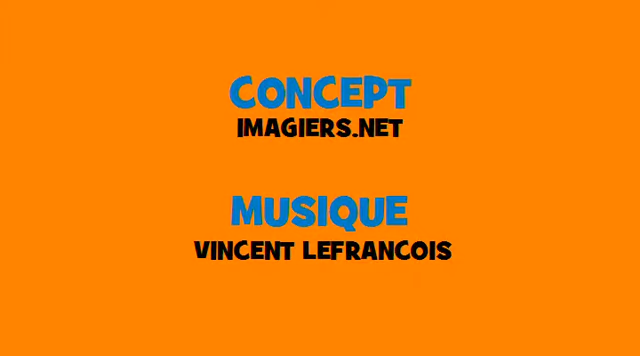 CONCEPT
IMAGIERS.NET
MUSIQUE
VINCENT LEFRANCOIS